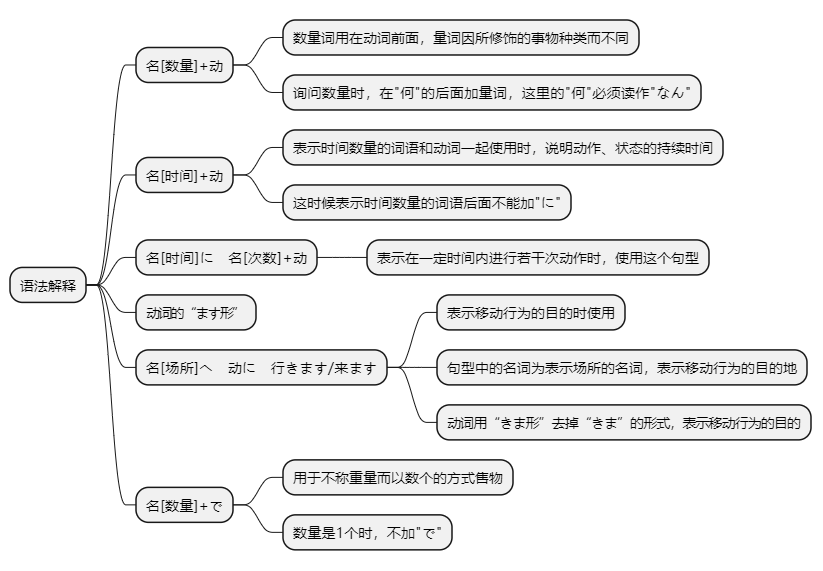 语法解释
名[数量]+动
数量词用在动词前面，量词因所修饰的事物种类而不同
询问数量时，在"何"的后面加量词，这里的"何"必须读作"なん"
名[时间]+动
表示时间数量的词语和动词一起使用时，说明动作、状态的持续时间
这时候表示时间数量的词语后面不能加"に"
名[时间]に　名[次数]+动
表示在一定时间内进行若干次动作时，使用这个句型
动词的“ます形”
名[场所]へ　动に　行きます/来ます
表示移动行为的目的时使用
句型中的名词为表示场所的名词，表示移动行为的目的地
动词用“きま形”去掉“きま”的形式，表示移动行为的目的
名[数量]+で
用于不称重量而以数个的方式售物
数量是1个时，不加"で"